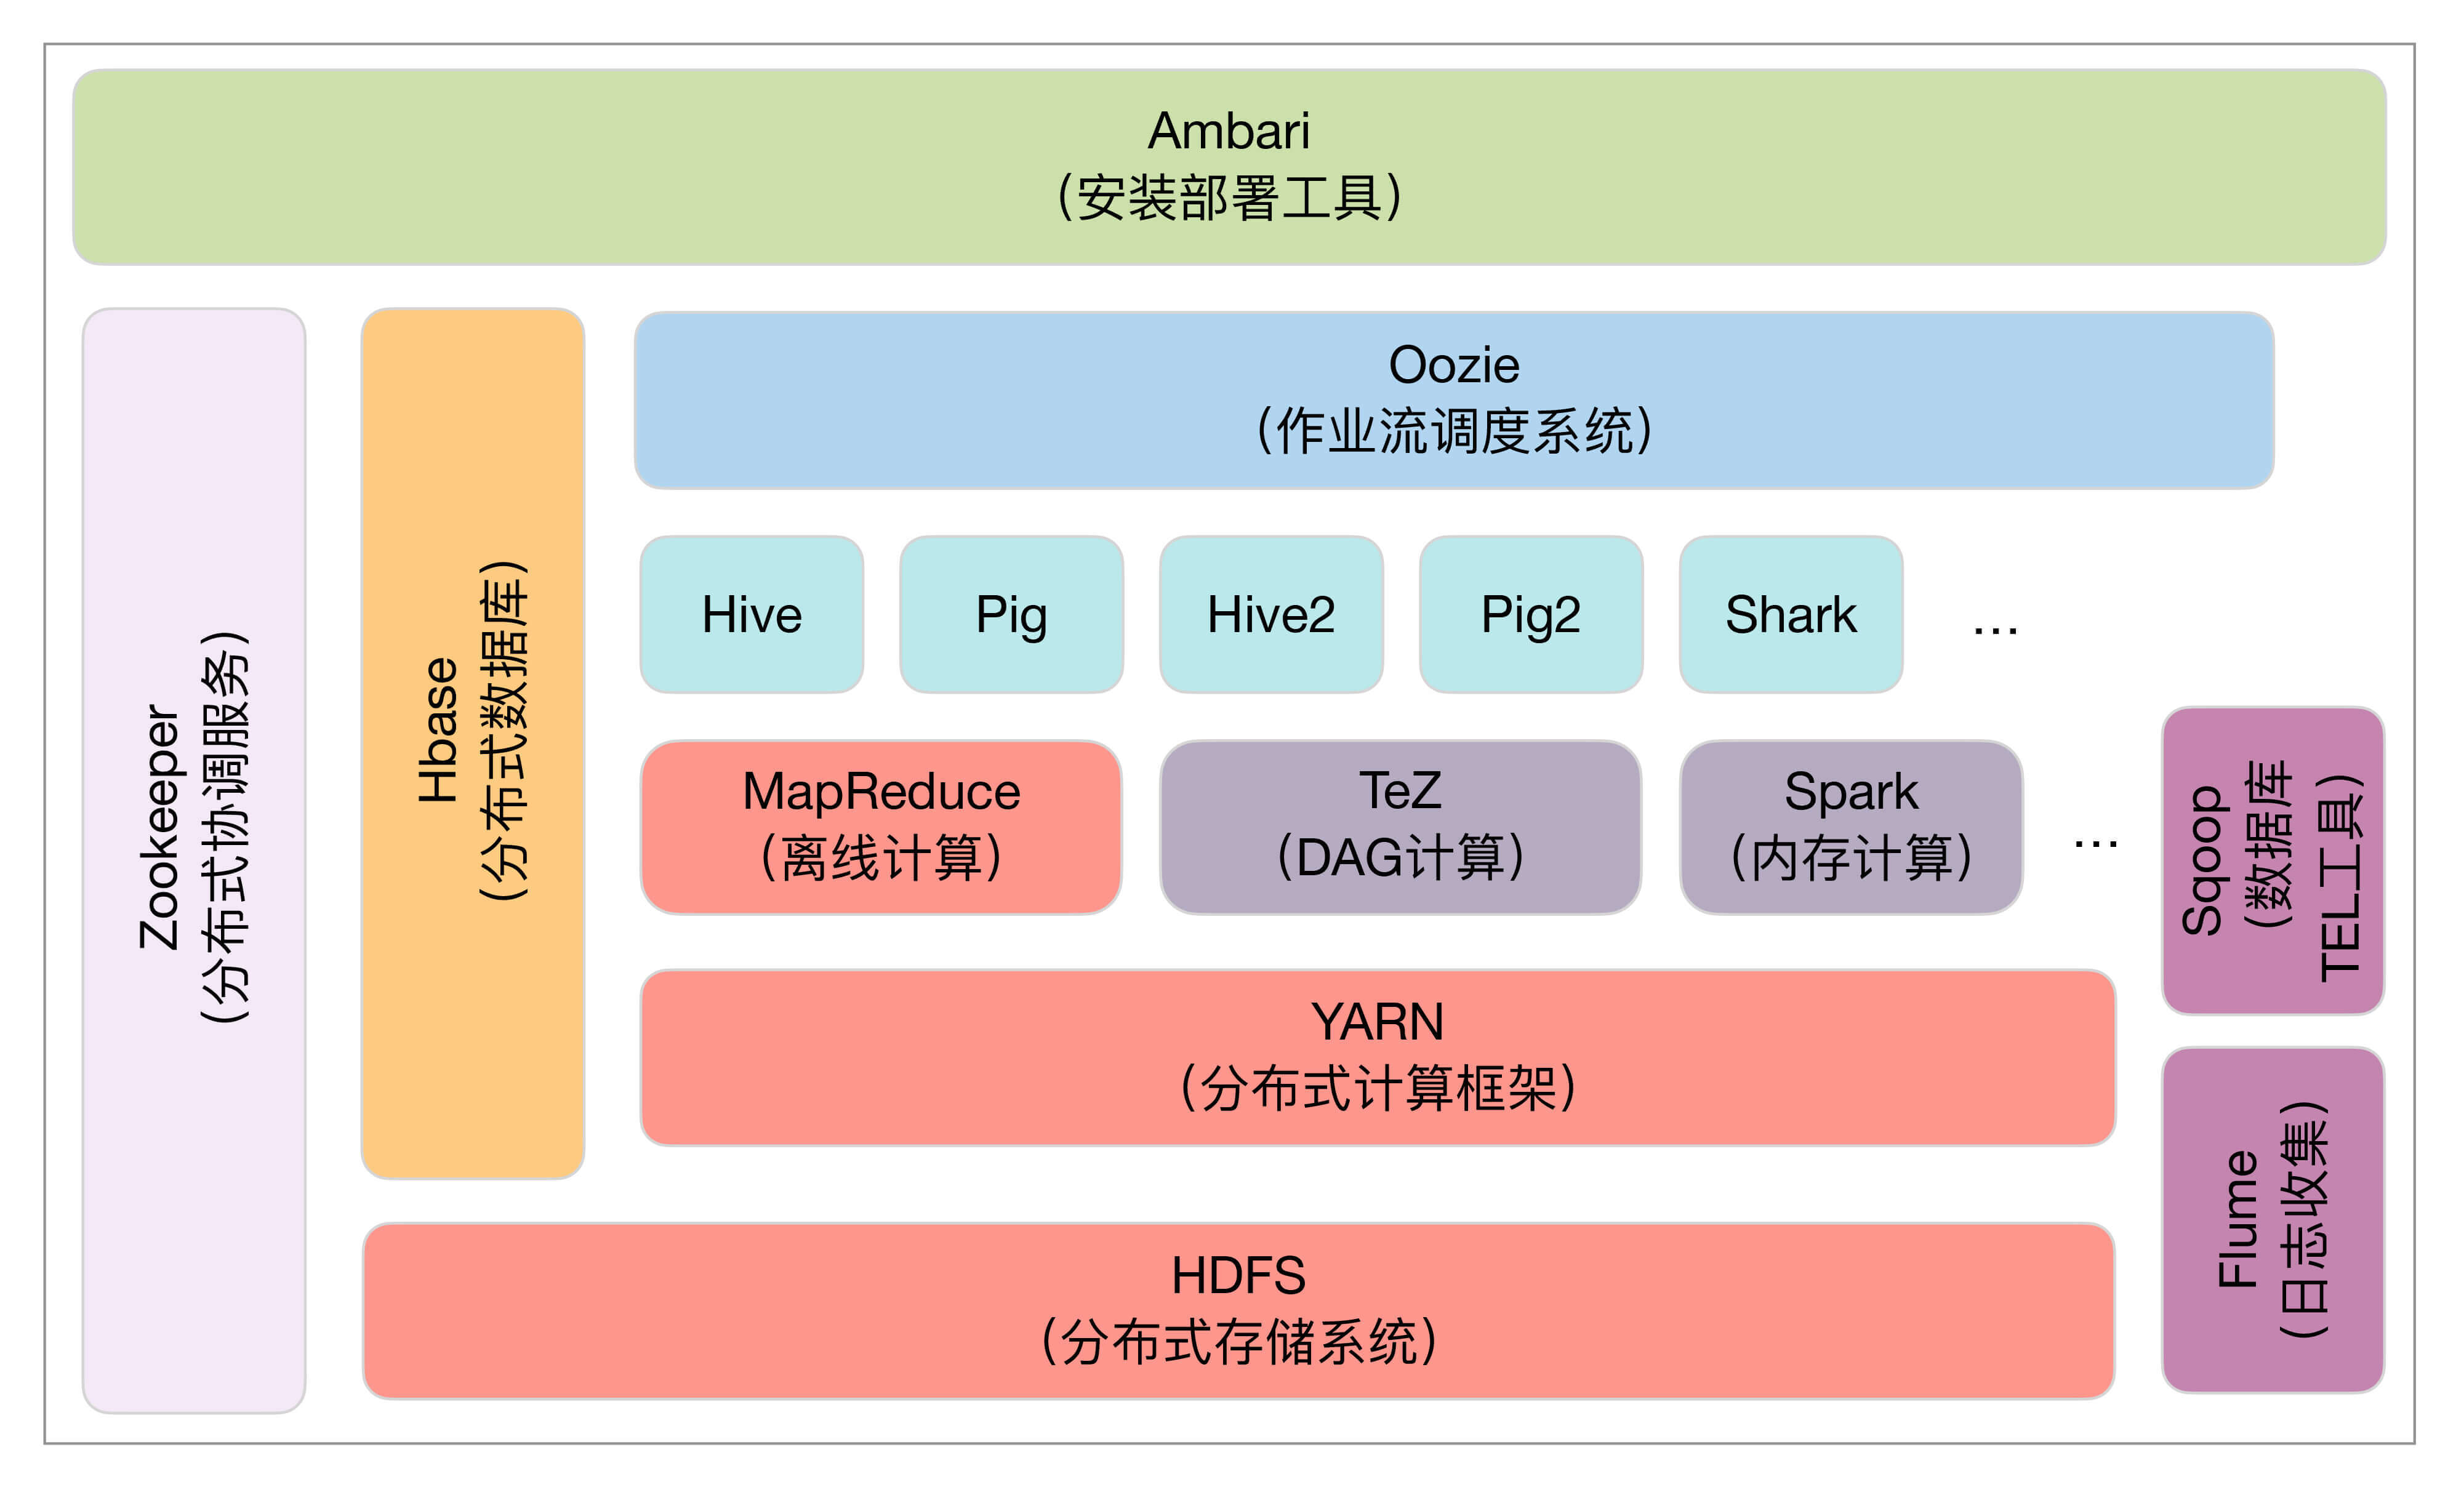 Ambari
（安装部署工具）
Zookeeper
（分布式协调服务）
Hbase
（分布式数据库）
Oozie
（作业流调度系统）
Hive
Pig
Hive2
Pig2
Shark
...
MapReduce
（离线计算）
TeZ
（DAG计算）
Spark
（内存计算）
...
YARN
（分布式计算框架）
HDFS
（分布式存储系统）
Sqoop
（数据库
TEL工具）
Flume
（日志收集）